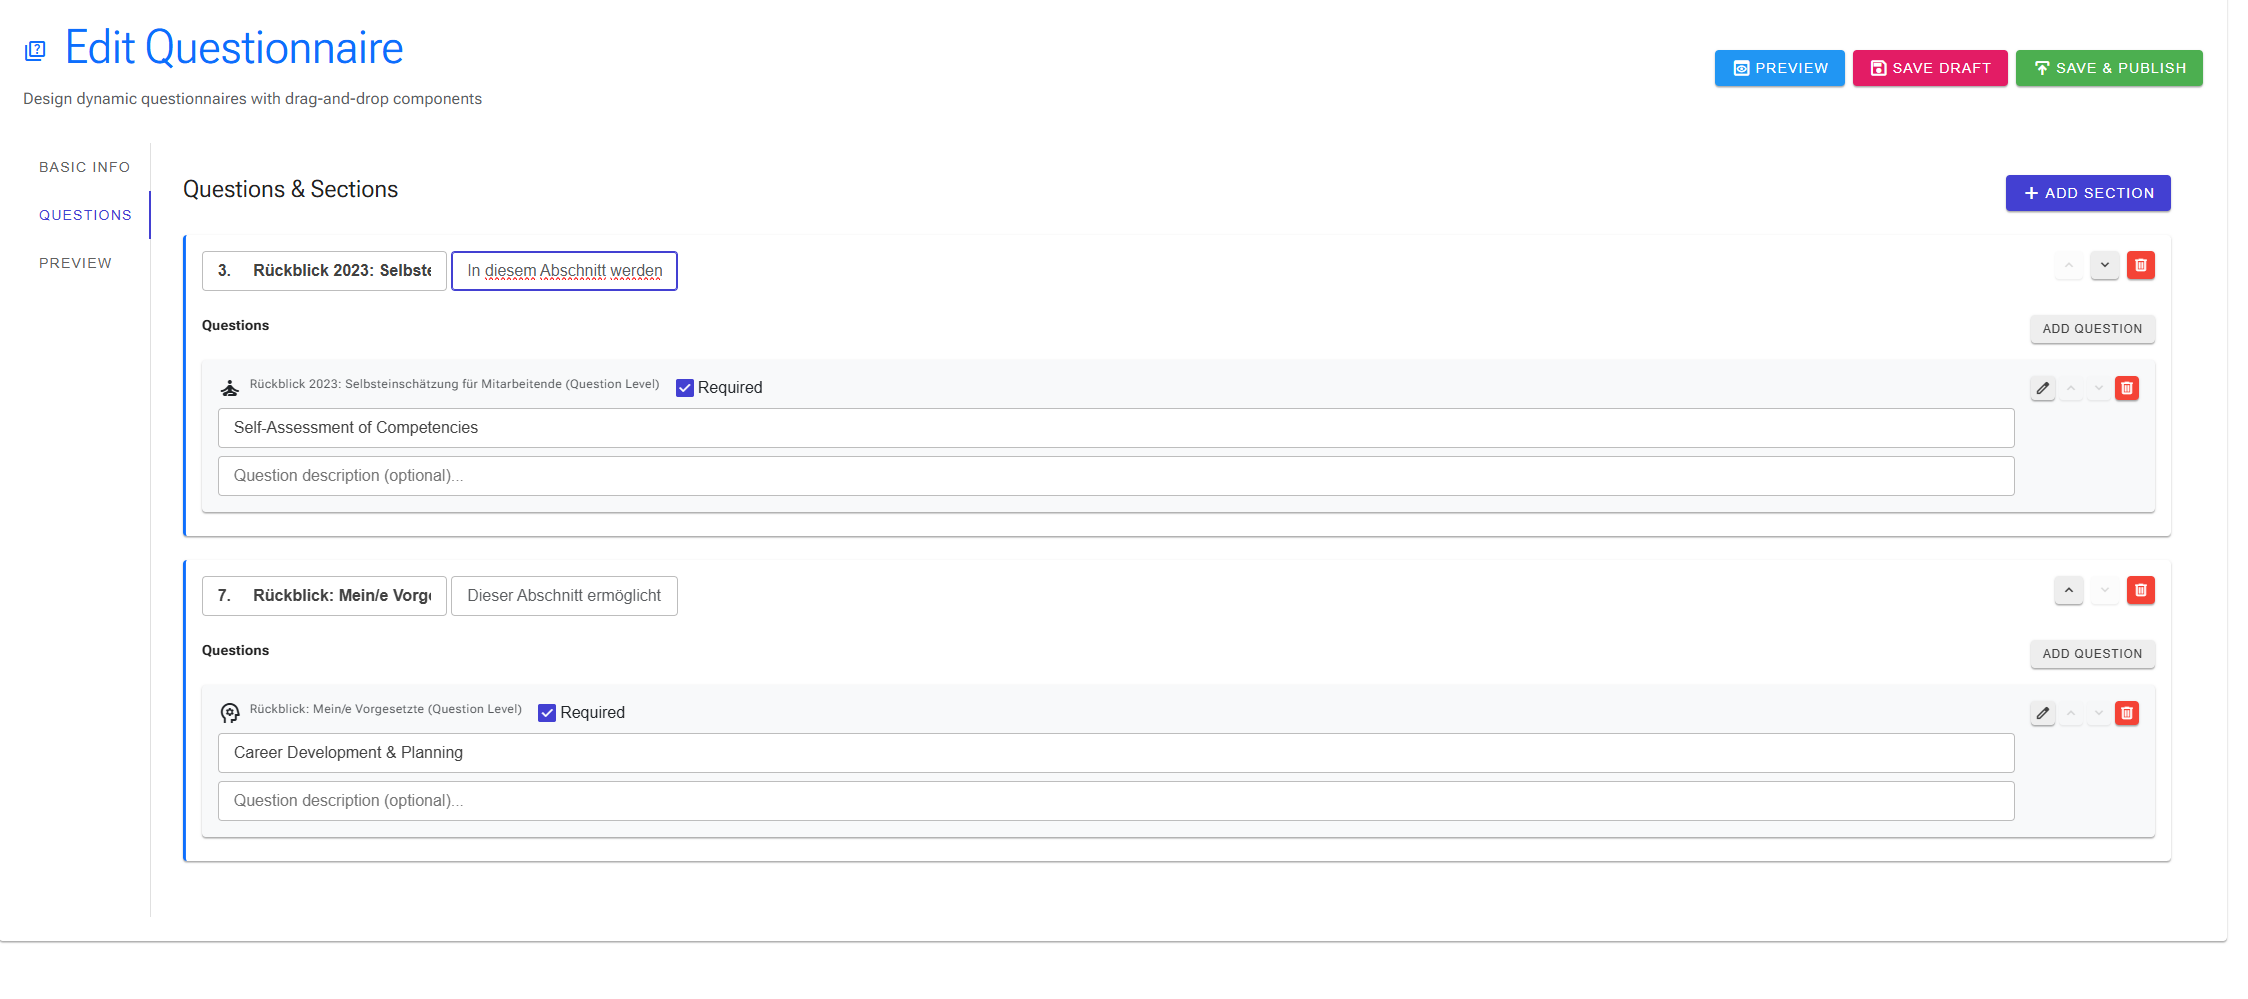 Edit Questionnaire
Design dynamic questionnaires with drag-and-drop components
PREVIEW
SAVE DRAFT
SAVE & PUBLISH
BASIC INFO
QUESTIONS
PREVIEW
Questions & Sections
ADD SECTION
3. Rückblick 2023: Selbste
In diesem Abschnitt werden
Questions
ADD QUESTION
Rückblick 2023: Selbsteinschätzung für Mitarbeitende (Question Level)
Required
Self-Assessment of Competencies
Question description (optional)...
7. Rückblick: Mein/e Vorg
Dieser Abschnitt ermöglicht
Questions
ADD QUESTION
Rückblick: Mein/e Vorgesetzte (Question Level)
Required
Career Development & Planning
Question description (optional)...